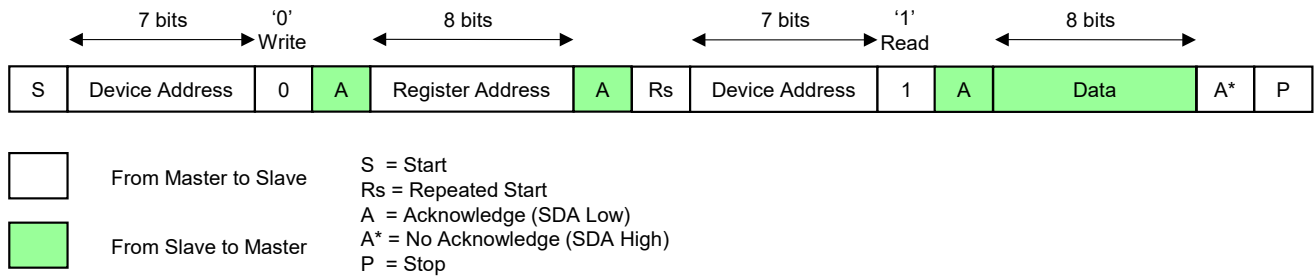 7 bits ‘0’ 8 bits 7 bits ‘1’ 8 bits
Write Read
S Device Address 0 A Register Address A Rs Device Address 1 A Data A* P
From Master to Slave
From Slave to Master
S = Start
Rs = Repeated Start
A = Acknowledge (SDA Low)
A* = No Acknowledge (SDA High)
P = Stop